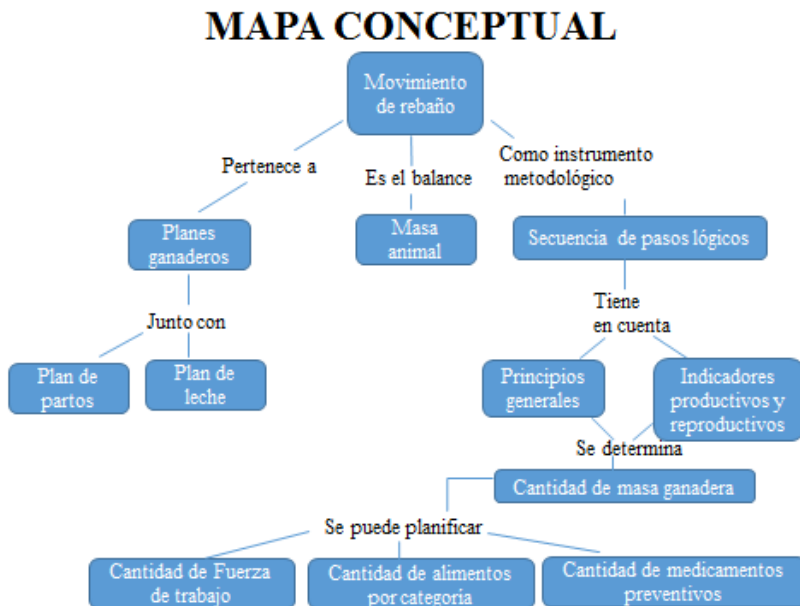 MAPA CONCEPTUAL
Movimiento
de rebaño
Pertenece a
Es el balance
Como instrumento
metodológico
Planes
ganaderos
Masa
animal
Secuencia de pasos lógicos
Junto con
Tiene
en cuenta
Plan de
partos
Plan de
leche
Principios
generales
Indicadores
productivos y
reproductivos
Se determina
Cantidad de masa ganadera
Se puede planificar
Cantidad de Fuerza
de trabajo
Cantidad de alimentos
por categoria
Cantidad de medicamentos
preventivos